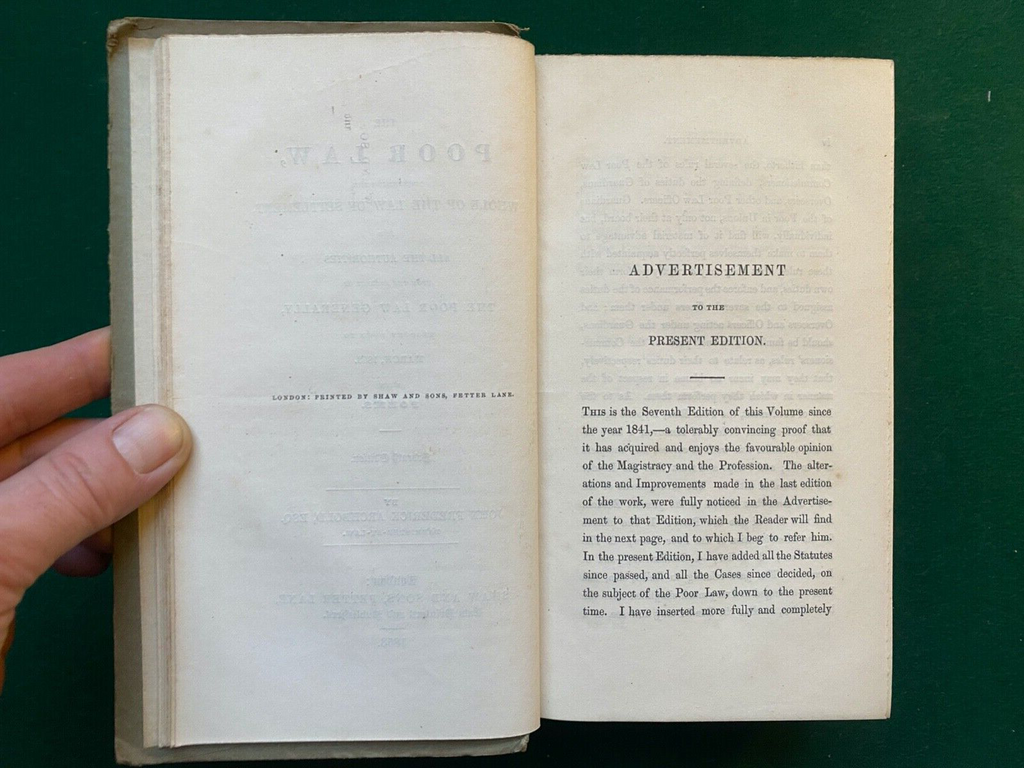 LONDON: PRINTED BY SHAW AND SONS, FETTER LANE.
ADVERTISEMENT
TO THE
PRESENT EDITION.
THIS is the Seventh Edition of this Volume since
the year 1841,—a tolerably convincing proof that
it has acquired and enjoys the favourable opinion
of the Magistracy and the Profession. The alter-
ations and Improvements made in the last edition
of the work, were fully noticed in the Advertise-
ment to that Edition, which the Reader will find
in the next page, and to which I beg to refer him.
In the present Edition, I have added all the Statutes
since passed, and all the Cases since decided, on
the subject of the Poor Law, down to the present
time. I have inserted more fully and completely